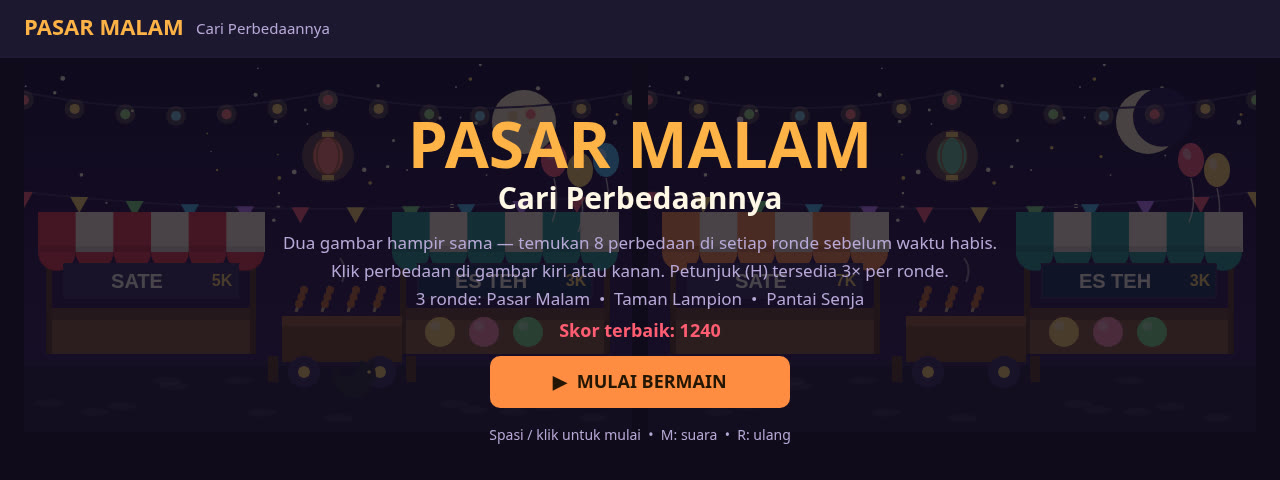 PASAR MALAM Cari Perbedaannya
PASAR MALAM
Cari Perbedaannya
Dua gambar hampir sama — temukan 8 perbedaan di setiap ronde sebelum waktu habis.
Klik perbedaan di gambar kiri atau kanan. Petunjuk (H) tersedia 3× per ronde.
3 ronde: Pasar Malam • Taman Lampion • Pantai Senja
Skor terbaik: 1240
▶ MULAI BERMAIN
Spasi / klik untuk mulai • M: suara • R: ulang
SATE 5K
ES TEH 3K
SATE 7K
ES TEH 3K